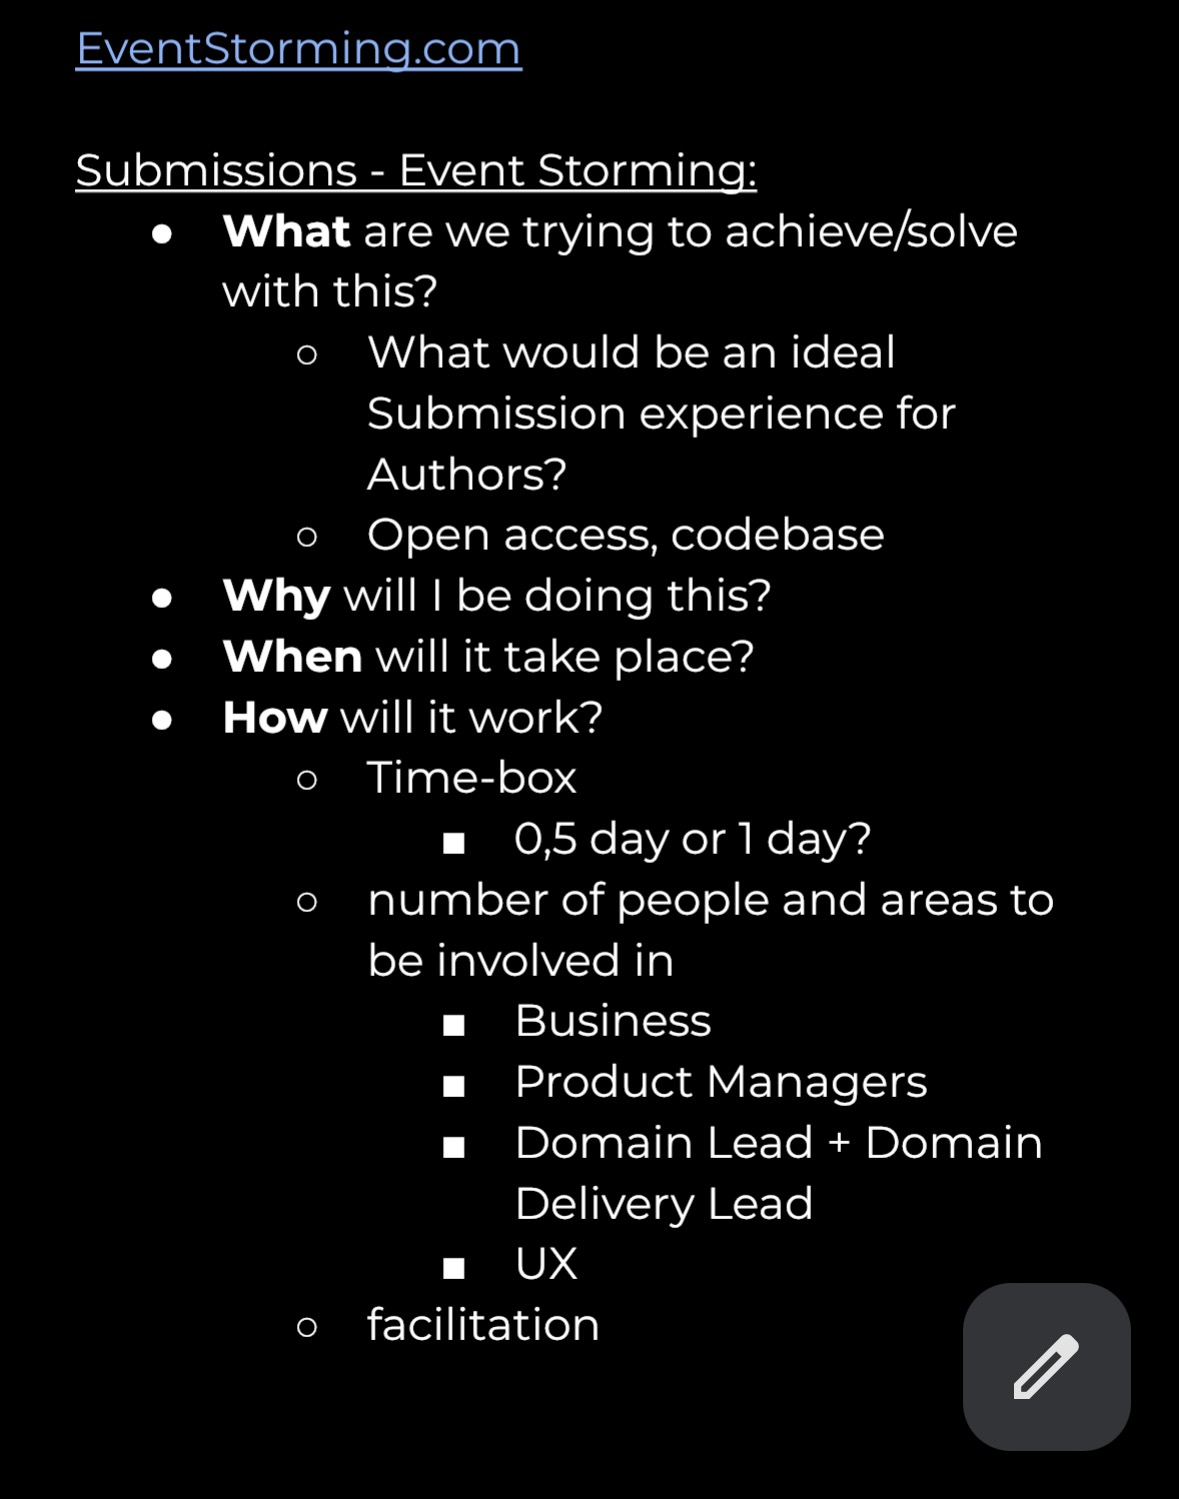 EventStorming.com
Submissions - Event Storming:
● What are we trying to achieve/solve
with this?
○ What would be an ideal
Submission experience for
Authors?
○ Open access, codebase
● Why will I be doing this?
● When will it take place?
● How will it work?
○ Time-box
■ 0,5 day or 1 day?
○ number of people and areas to
be involved in
■ Business
■ Product Managers
■ Domain Lead + Domain
Delivery Lead
■ UX
○ facilitation